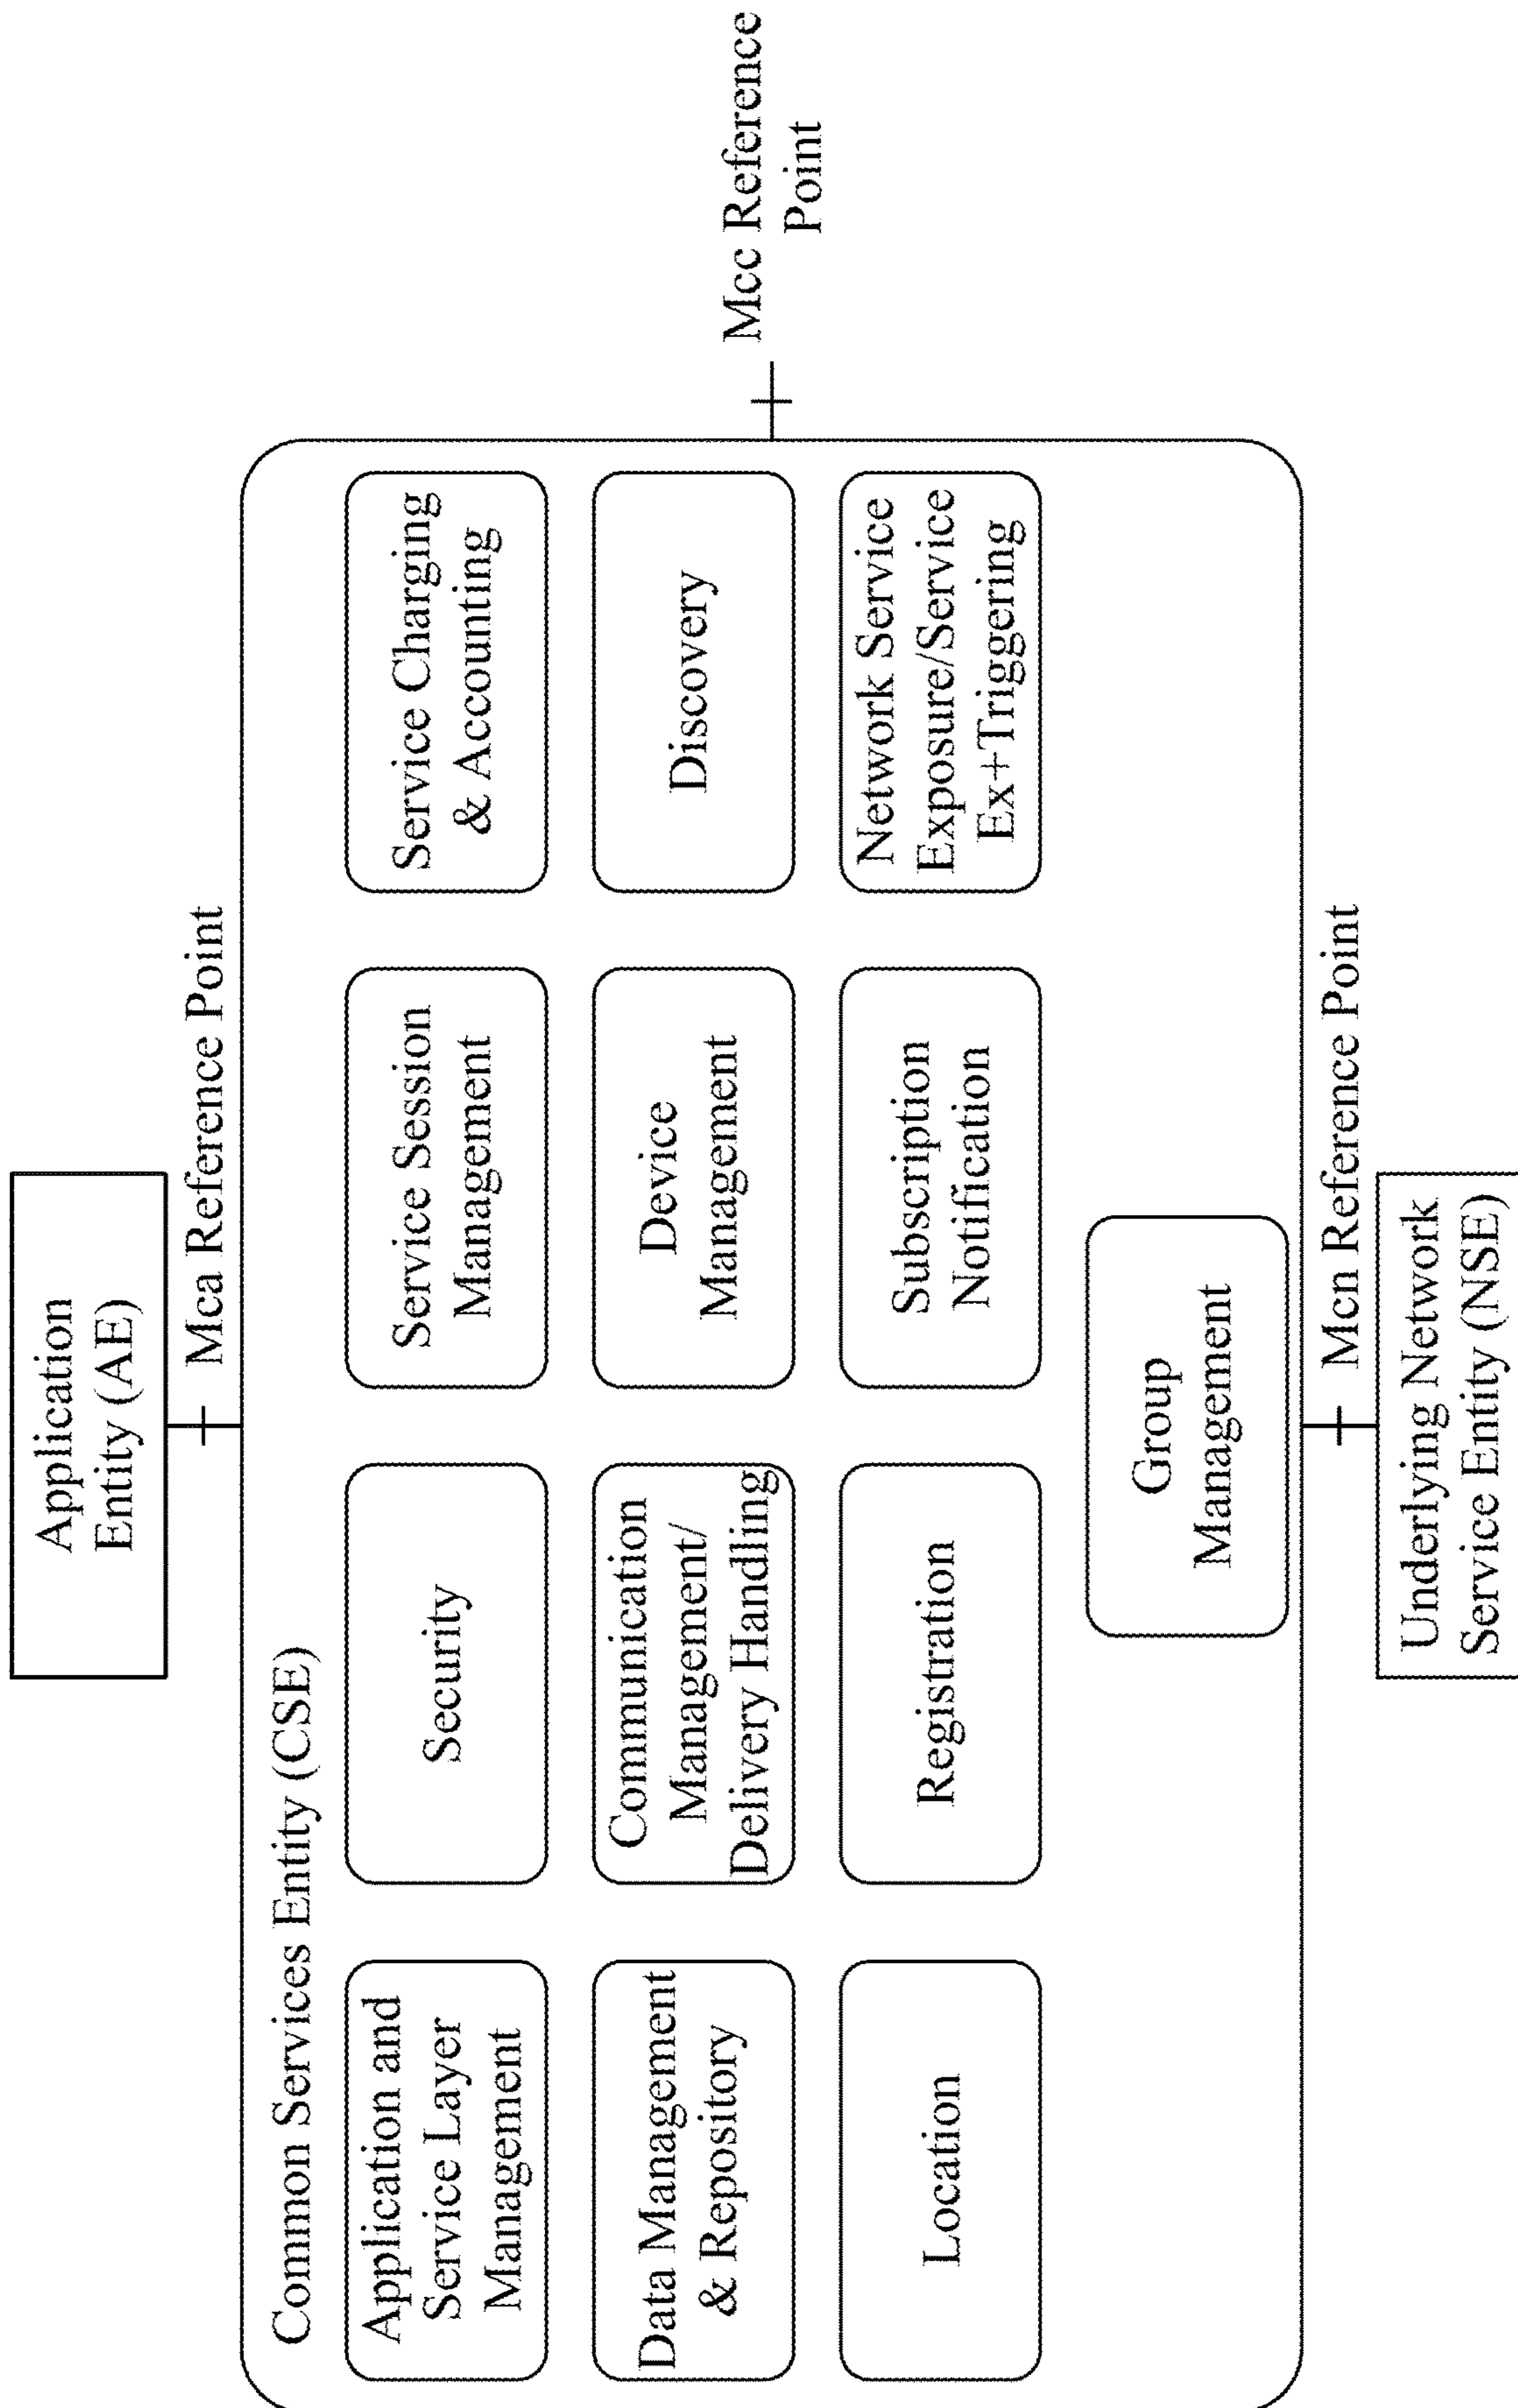 Application
Entity (AE)
Mca Reference Point
Common Services Entity (CSE)
Application and
Service Layer
Management
Security
Service Session
Management
Service Charging
& Accounting
Data Management
& Repository
Communication
Management/
Delivery Handling
Device
Management
Discovery
Location
Registration
Subscription
Notification
Network Service
Exposure/Service
Ex+Triggering
Group
Management
Mcc Reference
Point
Mcn Reference Point
Underlying Network
Service Entity (NSE)